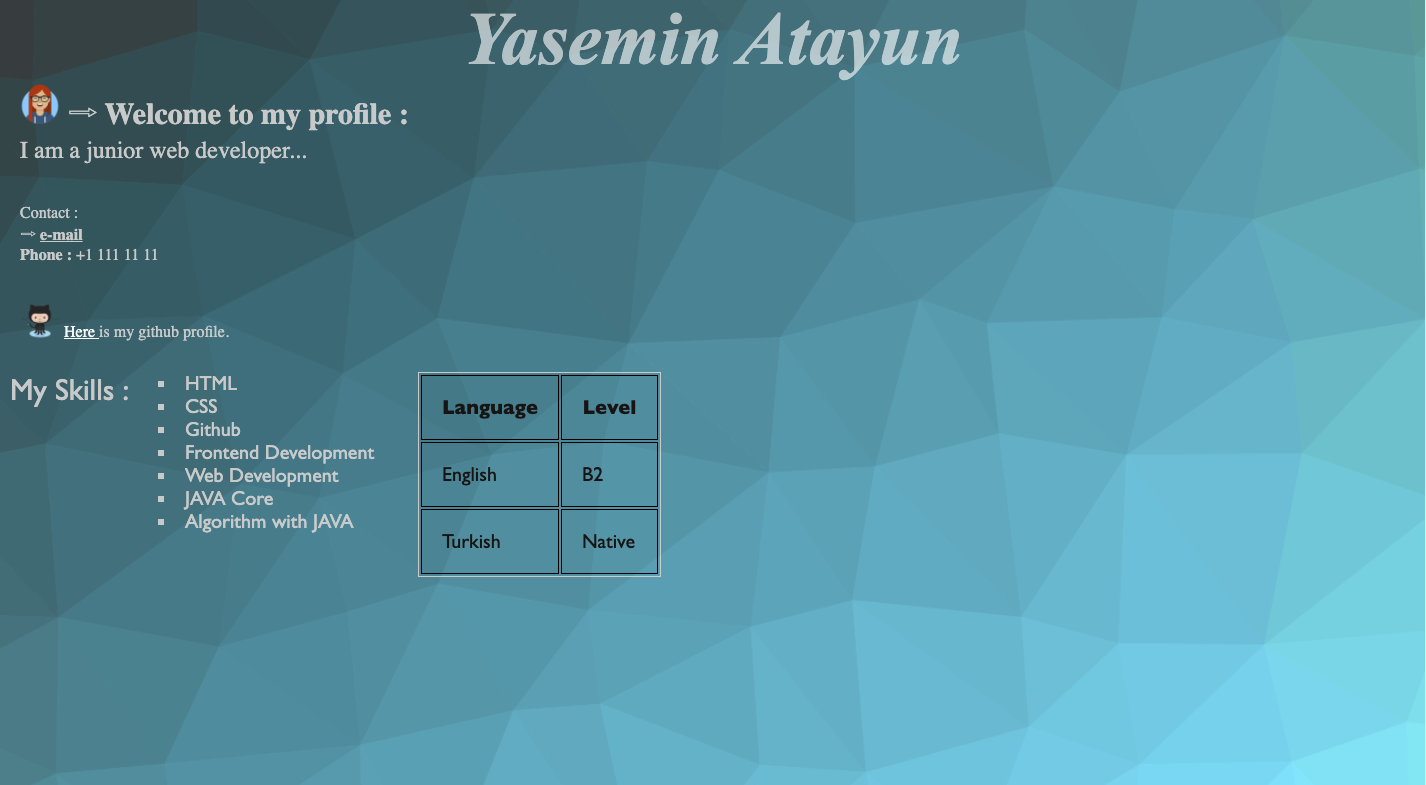 Yasemin Atayun
⇒ Welcome to my profile :
I am a junior web developer...
Contact :
⇒ e-mail
Phone : +1 111 11 11
Here is my github profile.
My Skills :
▪ HTML
▪ CSS
▪ Github
▪ Frontend Development
▪ Web Development
▪ JAVA Core
▪ Algorithm with JAVA
Language Level
English B2
Turkish Native